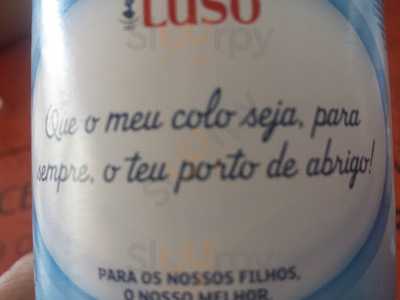 Luso
Que o meu colo seja, para
sempre, o teu porto de abrigo!
PARA OS NOSSOS FILHOS,
O NOSSO MELHOR.